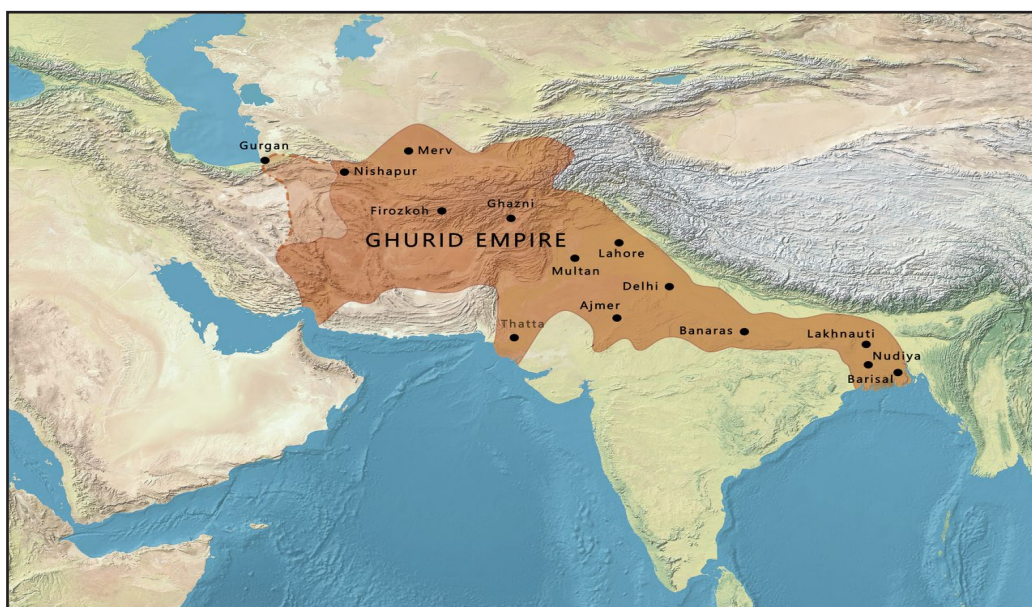 Gurgan
Merv
Nishapur
Firozkoh
Ghazni
GHURID EMPIRE
Lahore
Multan
Delhi
Ajmer
Thatta
Banaras
Lakhnauti
Nudiya
Barisal